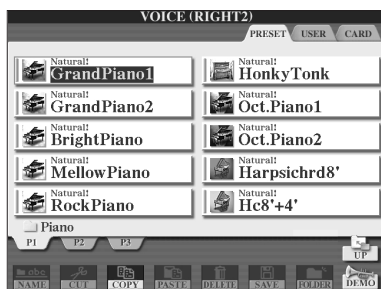 VOICE (RIGHT2)
PRESET USER CARD
Natural!
GrandPiano1
Natural!
HonkyTonk
Natural!
GrandPiano2
Natural!
Oct.Piano1
Natural!
BrightPiano
Natural!
Oct.Piano2
Natural!
MellowPiano
Natural!
Harpsichrd8'
Natural!
RockPiano
Natural!
Hc8'+4'
Piano
P1 P2 P3
UP
abc
NAME CUT COPY PASTE DELETE SAVE FOLDER DEMO